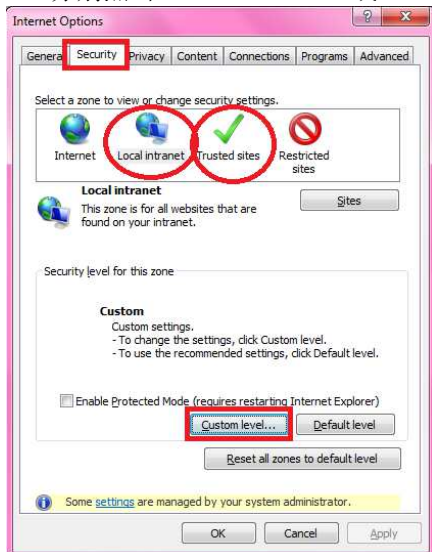 Internet Options
General Security Privacy Content Connections Programs Advanced
Select a zone to view or change security settings.
Internet Local intranet Trusted sites Restricted
sites
Local intranet
This zone is for all websites that are
found on your intranet.
Sites
Security level for this zone
Custom
Custom settings.
- To change the settings, click Custom level.
- To use the recommended settings, click Default level.
Enable Protected Mode (requires restarting Internet Explorer)
Custom level... Default level
Reset all zones to default level
Some settings are managed by your system administrator.
OK Cancel Apply